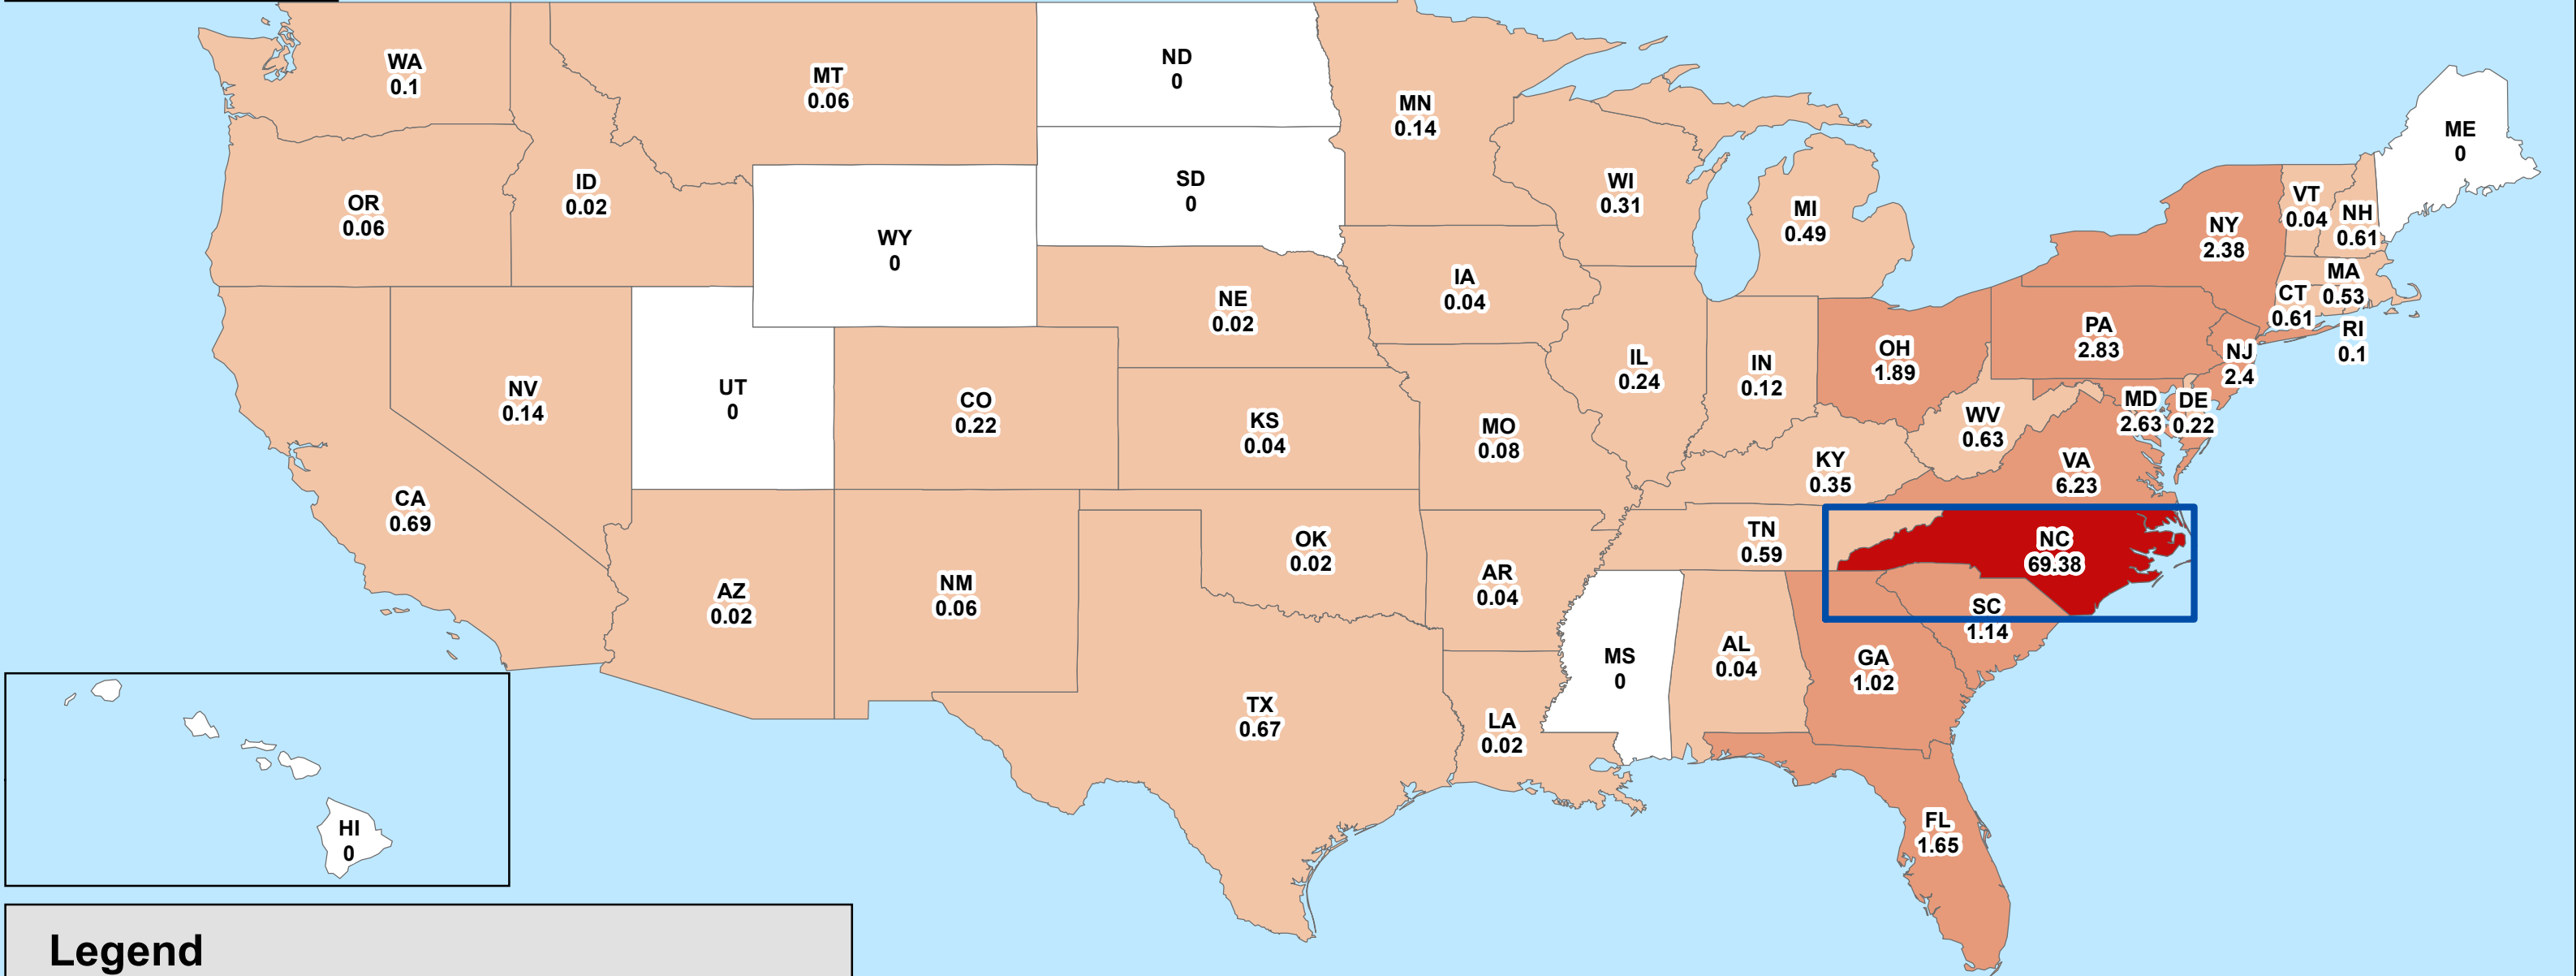 WA
0.1
MT
0.06
ND
0
MN
0.14
ME
0
OR
0.06
ID
0.02
WY
0
SD
0
WI
0.31
MI
0.49
NY
2.38
VT
0.04
NH
0.61
MA
0.53
CT
0.61
RI
0.1
NE
0.02
IA
0.04
NV
0.14
UT
0
CO
0.22
KS
0.04
MO
0.08
IL
0.24
IN
0.12
OH
1.89
PA
2.83
NJ
2.4
MD
2.63
DE
0.22
WV
0.63
KY
0.35
VA
6.23
CA
0.69
AZ
0.02
NM
0.06
OK
0.02
AR
0.04
TN
0.59
NC
69.38
SC
1.14
TX
0.67
LA
0.02
MS
0
AL
0.04
GA
1.02
FL
1.65
HI
0
Legend